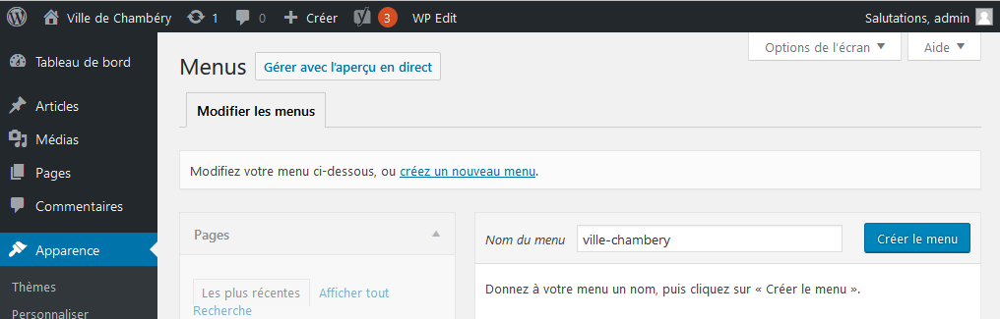 Ville de Chambéry 1 0 Créer 3 WP Edit Salutations, admin
Options de l'écran Aide
Tableau de bord
Articles
Médias
Pages
Commentaires
Apparence
Thèmes
Personnaliser
Menus Gérer avec l'aperçu en direct
Modifier les menus
Modifiez votre menu ci-dessous, ou créez un nouveau menu.
Pages
Les plus récentes Afficher tout
Recherche
Nom du menu ville-chambery Créer le menu
Donnez à votre menu un nom, puis cliquez sur « Créer le menu ».